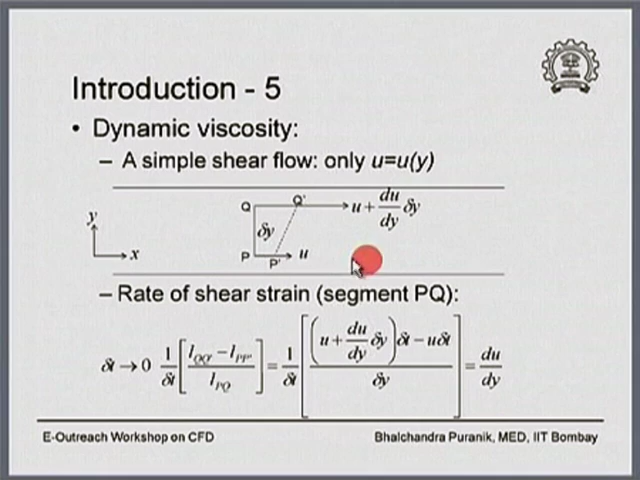 Introduction - 5
• Dynamic viscosity:
– A simple shear flow: only u=u(y)
Q Q' u + du/dy δy
y δy
x P P' u
– Rate of shear strain (segment PQ):
δt → 0 1/δt [ (l_QQ' − l_PP') / l_PQ ] = 1/δt [ ((u + du/dy δy) δt − uδt) / δy ] = du/dy
E-Outreach Workshop on CFD Bhalchandra Puranik, MED, IIT Bombay